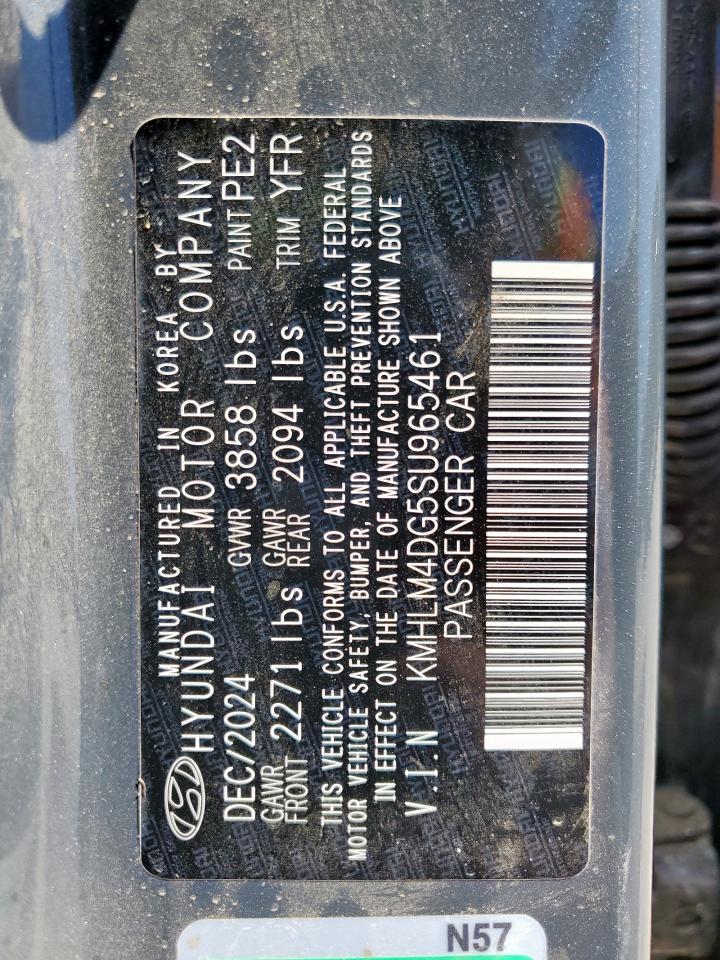 MANUFACTURED IN KOREA BY
HYUNDAI MOTOR COMPANY
DEC/2024 GVWR 3858 lbs PAINT PE2
GAWR FRONT 2271 lbs GAWR REAR 2094 lbs TRIM YFR
THIS VEHICLE CONFORMS TO ALL APPLICABLE U.S.A. FEDERAL
MOTOR VEHICLE SAFETY, BUMPER, AND THEFT PREVENTION STANDARDS
IN EFFECT ON THE DATE OF MANUFACTURE SHOWN ABOVE
V.I.N KMHLM4DG5SU965461
PASSENGER CAR
N57